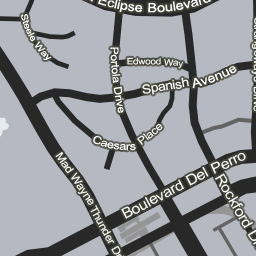 Eclipse Boulevard
Steele Way
Portola Drive
Edwood Way
Spanish Avenue
Caesars Place
Mad Wayne Thunder Dr
Boulevard Del Perro
Rockford D